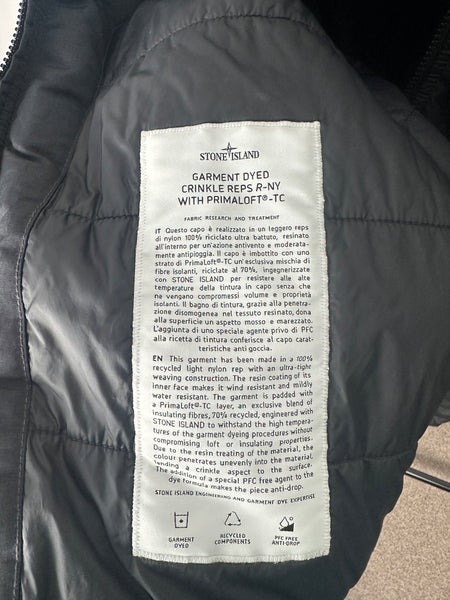 STONE ISLAND
GARMENT DYED
CRINKLE REPS R-NY
WITH PRIMALOFT®-TC
FABRIC RESEARCH AND TREATMENT
IT Questo capo è realizzato in un leggero reps
di nylon 100% riciclato ultra battuto, resinato
all'interno per un'azione antivento e moderata-
mente antipioggia. Il capo è imbottito con uno
strato di PrimaLoft®-TC un'esclusiva mischia di
fibre isolanti, riciclate al 70%, ingegnerizzate
con STONE ISLAND per resistere alle alte
temperature della tintura in capo senza che
ne vengano compromessi volume e proprietà
isolanti. Il bagno di tintura, grazie alla penetra-
zione disomogenea nel tessuto resinato, dona
alla superficie un aspetto mosso e marezzato.
L'aggiunta di uno speciale agente privo di PFC
alla ricetta di tintura conferisce al capo carat-
teristiche anti goccia.
EN This garment has been made in a 100%
recycled light nylon rep with an ultra-tight
weaving construction. The resin coating of its
inner face makes it wind resistant and mildly
water resistant. The garment is padded with
a PrimaLoft®-TC layer, an exclusive blend of
insulating fibres, 70% recycled, engineered with
STONE ISLAND to withstand the high tempera-
tures of the garment dyeing procedures without
compromising loft or insulating properties.
Due to the resin treating of the material, the
colour penetrates unevenly into the material,
lending a crinkle aspect to the surface.
The addition of a special PFC free agent to the
dye formula makes the piece anti-drop.
STONE ISLAND ENGINEERING AND GARMENT DYE EXPERTISE
GARMENT
DYED
RECYCLED
COMPONENTS
PFC FREE
ANTI-DROP